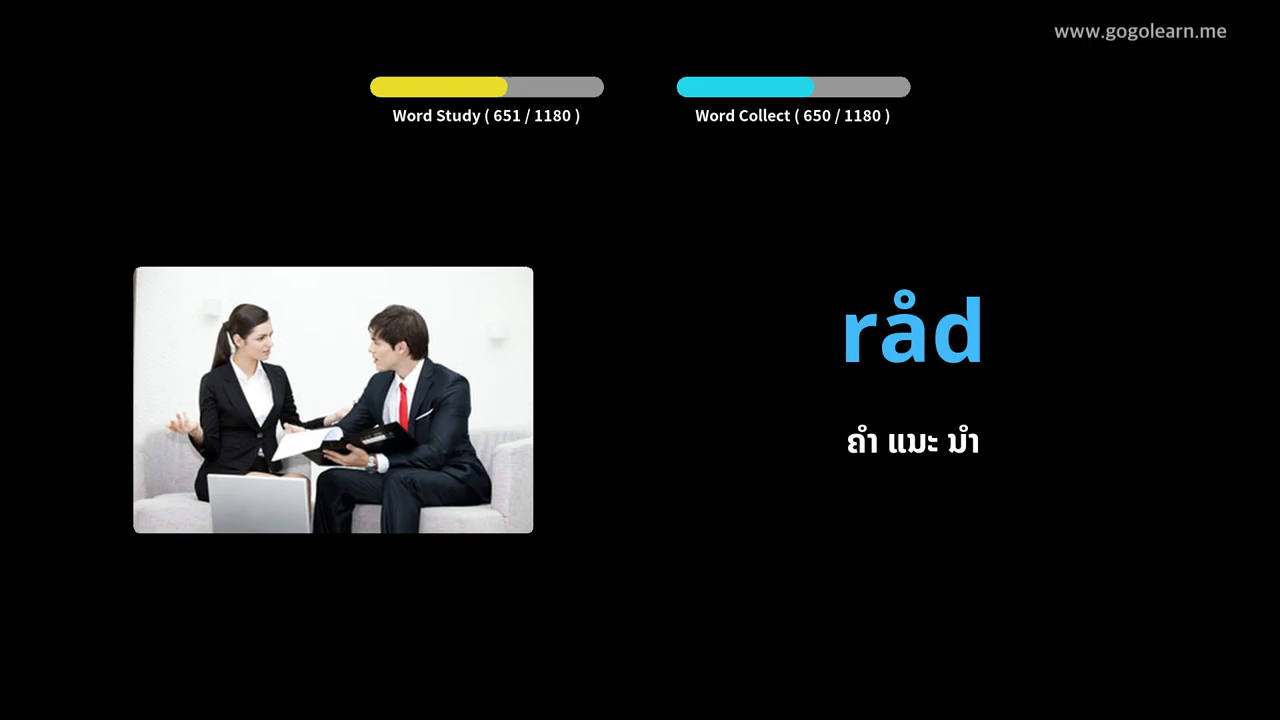 www.gogolearn.me
Word Study ( 651 / 1180 )
Word Collect ( 650 / 1180 )
råd
ຄຳ ແນະ ນຳ